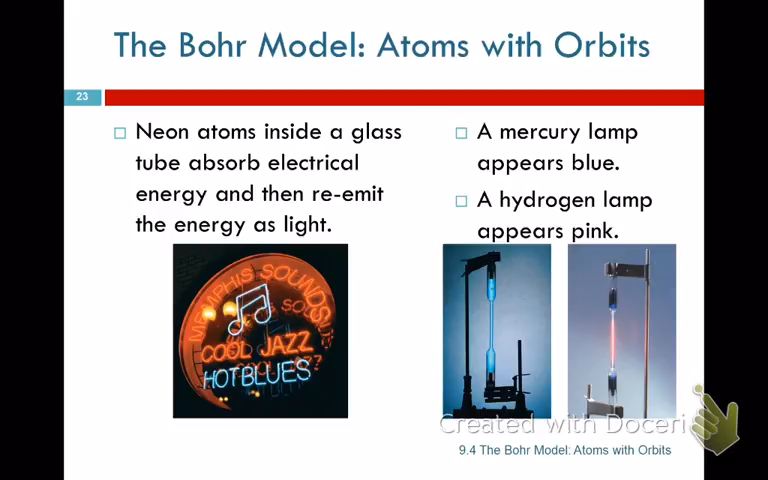 The Bohr Model: Atoms with Orbits
23
Neon atoms inside a glass
tube absorb electrical
energy and then re-emit
the energy as light.
MEMPHIS SOUNDS
COOL JAZZ
HOT BLUES
A mercury lamp
appears blue.
A hydrogen lamp
appears pink.
Created with Doceri
9.4 The Bohr Model: Atoms with Orbits